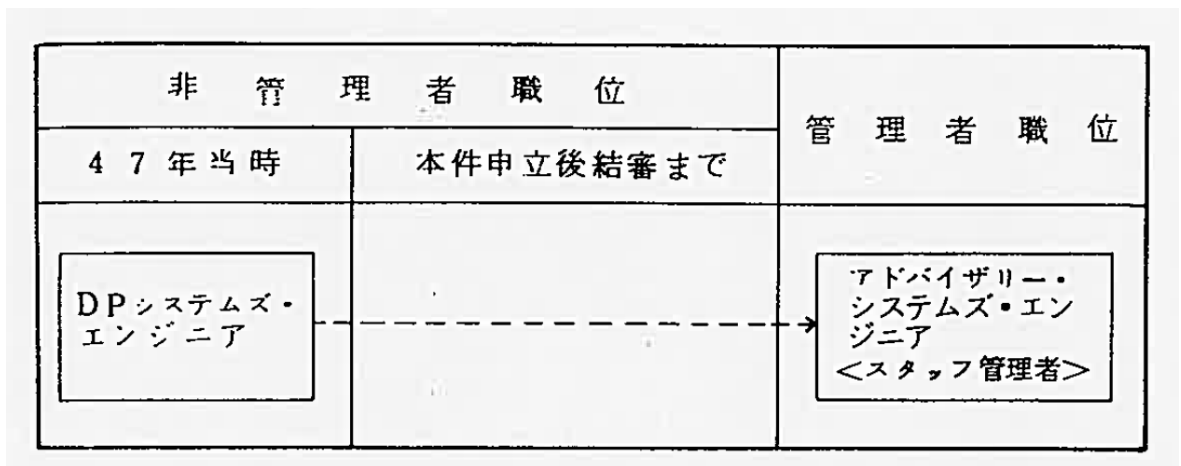 非管理者職位
管理者職位
47年当時
本件申立後結審まで
DPシステムズ・
エンジニア
アドバイザリー・
システムズ・エン
ジニア
<スタッフ管理者>